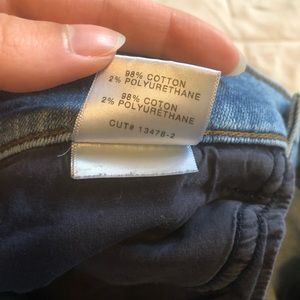 98% COTTON
2% POLYURETHANE
98% COTON
2% POLYURETHANE
CUT# 13478-2